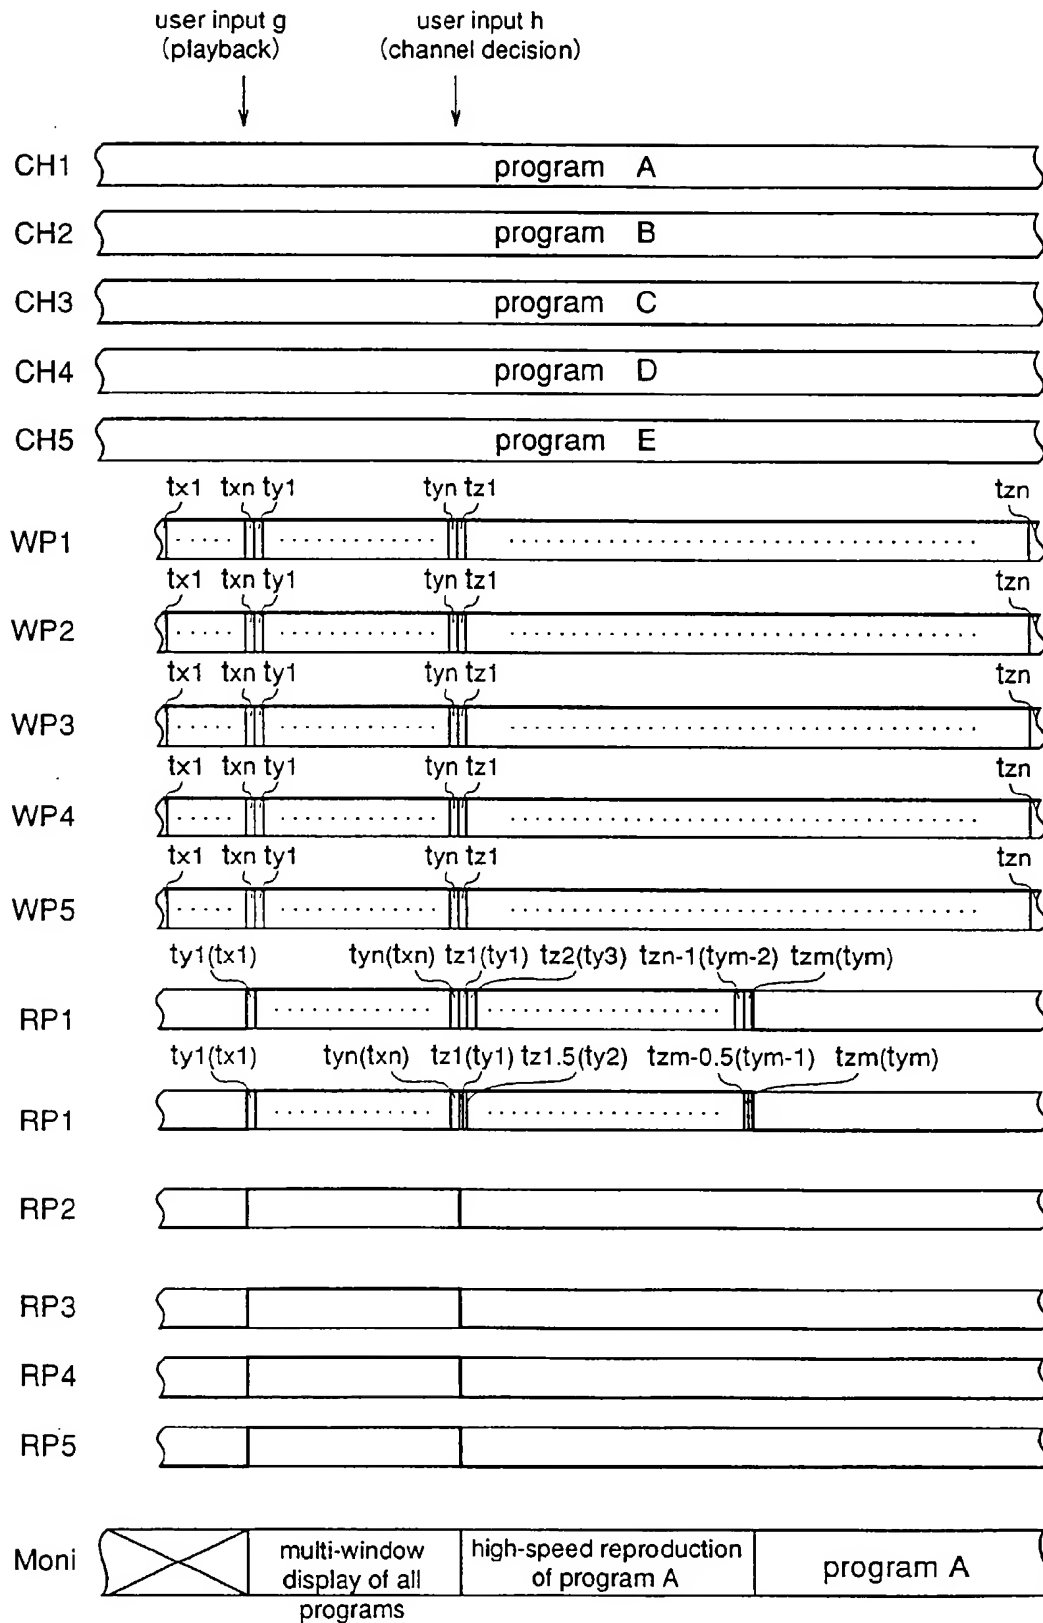 user input g
(playback)
user input h
(channel decision)
CH1 program A
CH2 program B
CH3 program C
CH4 program D
CH5 program E
tx1 txn ty1 tyn tz1 tzn
WP1
tx1 txn ty1 tyn tz1 tzn
WP2
tx1 txn ty1 tyn tz1 tzn
WP3
tx1 txn ty1 tyn tz1 tzn
WP4
tx1 txn ty1 tyn tz1 tzn
WP5
ty1(tx1) tyn(txn) tz1(ty1) tz2(ty3) tzn-1(tym-2) tzm(tym)
RP1
ty1(tx1) tyn(txn) tz1(ty1) tz1.5(ty2) tzm-0.5(tym-1) tzm(tym)
RP1
RP2
RP3
RP4
RP5
Moni
multi-window
display of all
programs
high-speed reproduction
of program A
program A